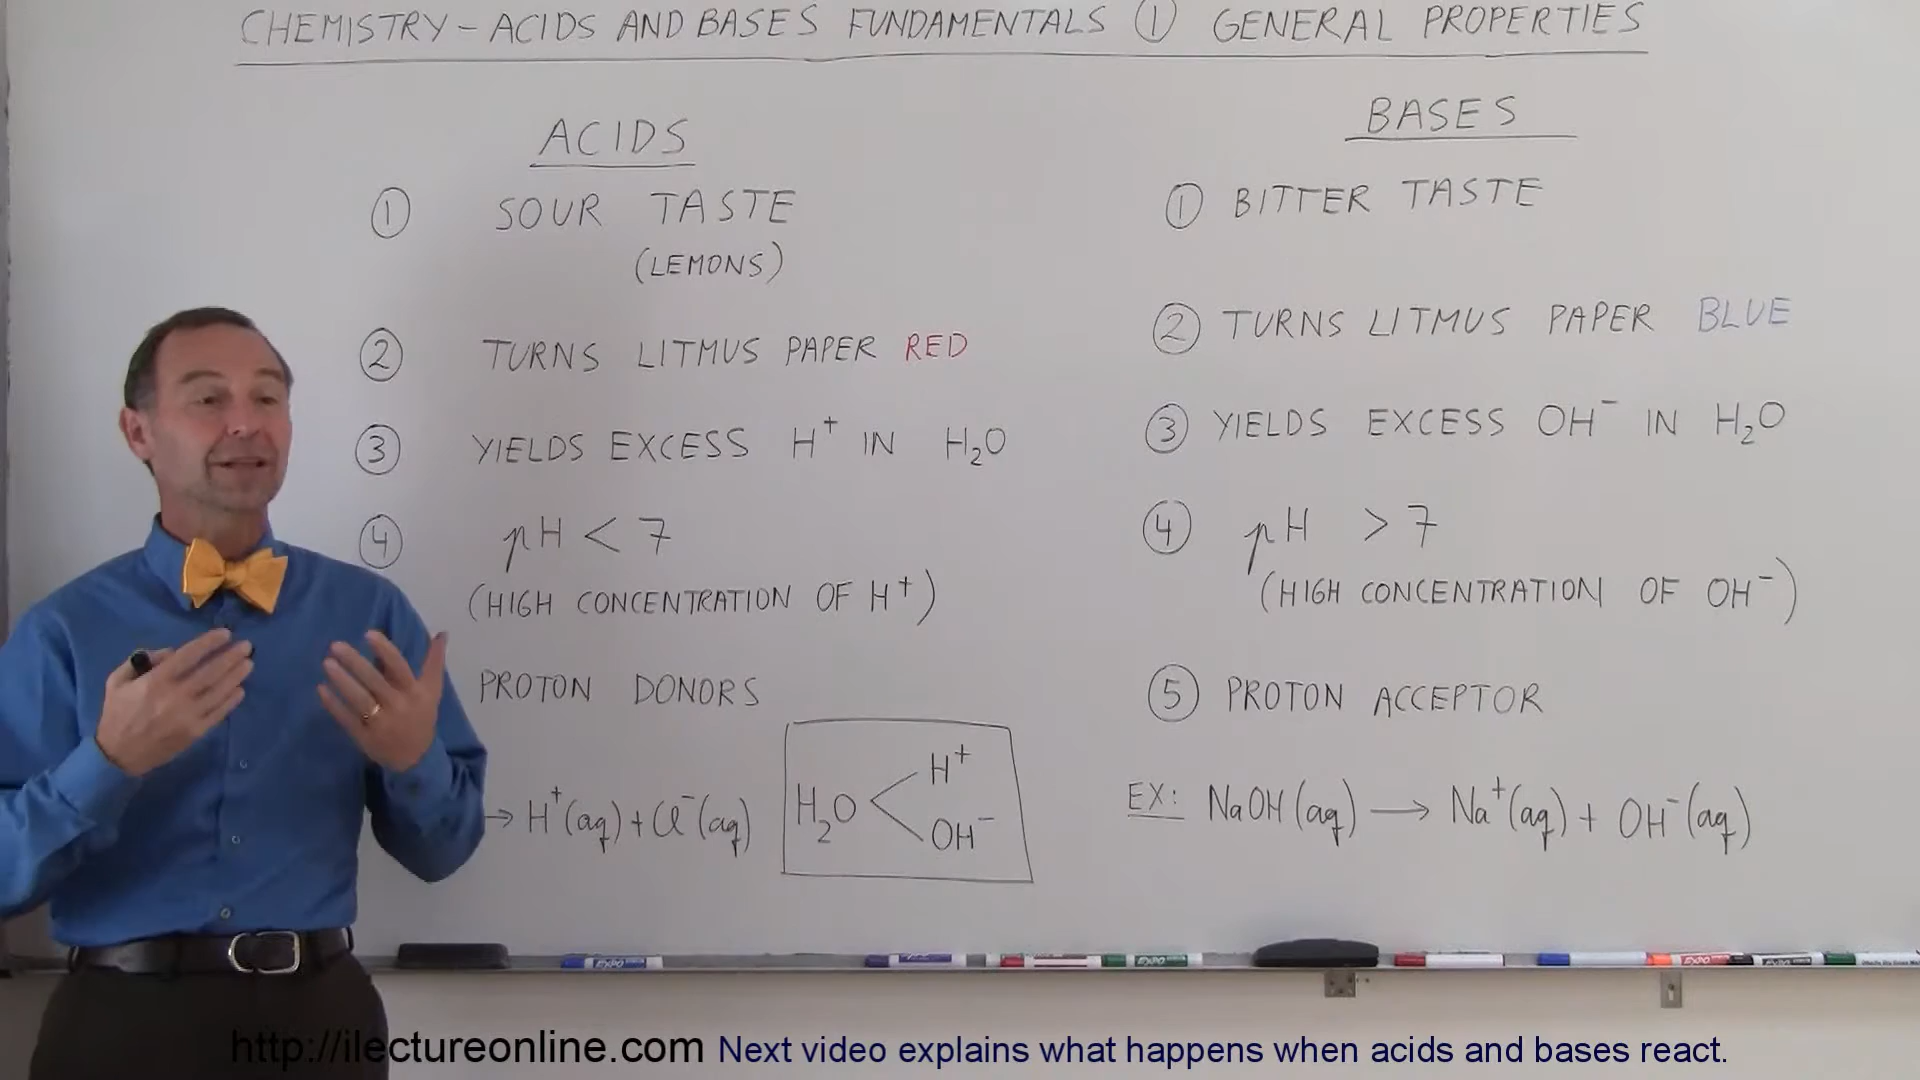 CHEMISTRY - ACIDS AND BASES FUNDAMENTALS ① GENERAL PROPERTIES
ACIDS
① SOUR TASTE
(LEMONS)
② TURNS LITMUS PAPER RED
③ YIELDS EXCESS H⁺ IN H₂O
④ pH < 7
(HIGH CONCENTRATION OF H⁺)
PROTON DONORS
→ H⁺(aq) + Cl⁻(aq)
H₂O
H⁺
OH⁻
BASES
① BITTER TASTE
② TURNS LITMUS PAPER BLUE
③ YIELDS EXCESS OH⁻ IN H₂O
④ pH > 7
(HIGH CONCENTRATION OF OH⁻)
⑤ PROTON ACCEPTOR
EX: NaOH(aq) → Na⁺(aq) + OH⁻(aq)
EXPO
EXPO
EXPO
EXPO
http://ilectureonline.com Next video explains what happens when acids and bases react.